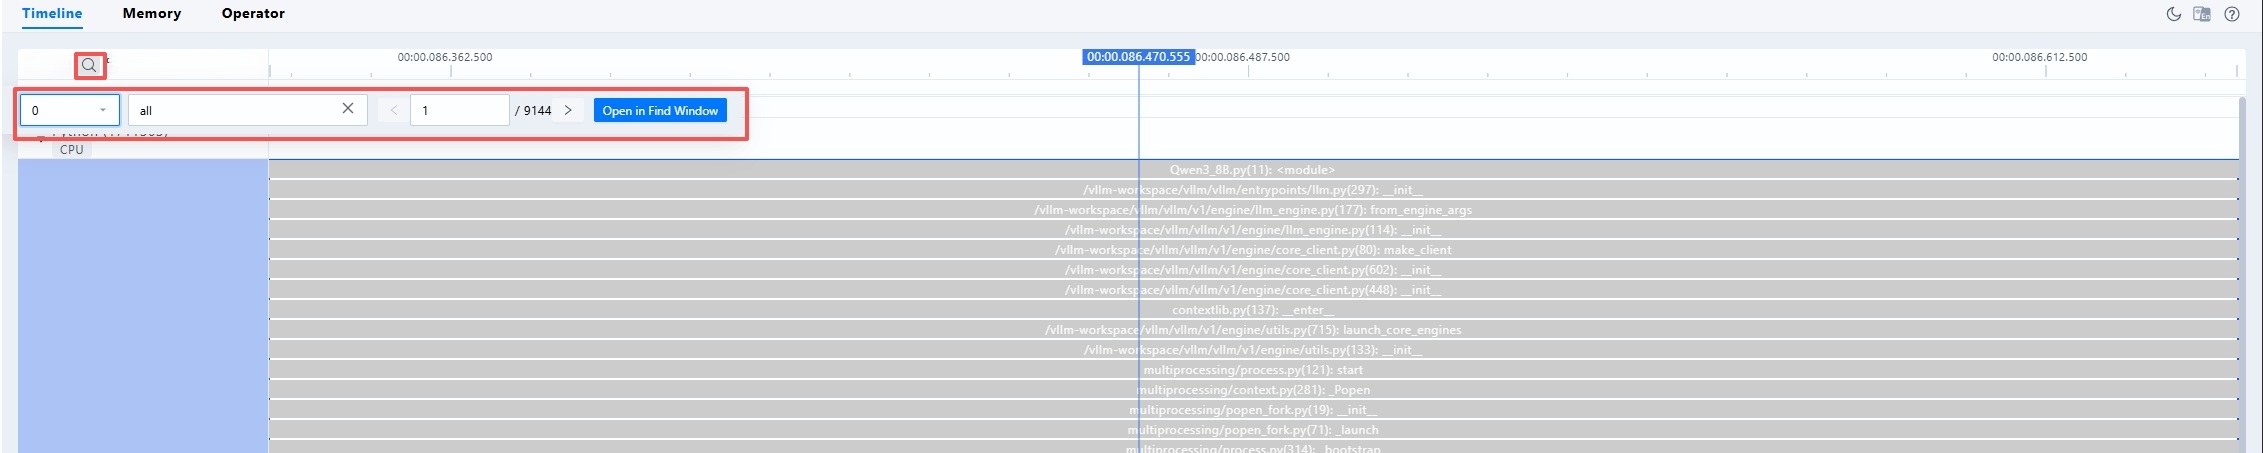 Timeline Memory Operator
00:00.086.362.500 00:00.086.470.555 00:00.086.487.500 00:00.086.612.500
0 all 1 / 9144 Open in Find Window
CPU
Qwen3_8B.py(11): <module>
/vllm-workspace/vllm/vllm/entrypoints/llm.py(297): __init__
/vllm-workspace/vllm/vllm/v1/engine/llm_engine.py(177): from_engine_args
/vllm-workspace/vllm/vllm/v1/engine/llm_engine.py(114): __init__
/vllm-workspace/vllm/vllm/v1/engine/core_client.py(80): make_client
/vllm-workspace/vllm/vllm/v1/engine/core_client.py(602): __init__
/vllm-workspace/vllm/vllm/v1/engine/core_client.py(448): __init__
contextlib.py(137): __enter__
/vllm-workspace/vllm/vllm/v1/engine/utils.py(715): launch_core_engines
/vllm-workspace/vllm/vllm/v1/engine/utils.py(133): __init__
multiprocessing/process.py(121): start
multiprocessing/context.py(281): _Popen
multiprocessing/popen_fork.py(19): __init__
multiprocessing/popen_fork.py(71): _launch
multiprocessing/process.py(314): _bootstrap